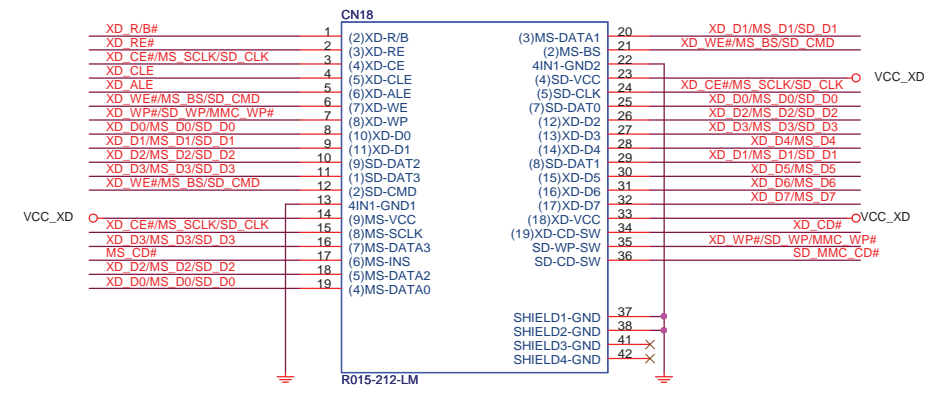 CN18
XD_R/B# 1 (2)XD-R/B
XD_RE# 2 (3)XD-RE
XD_CE#/MS_SCLK/SD_CLK 3 (4)XD-CE
XD_CLE 4 (5)XD-CLE
XD_ALE 5 (6)XD-ALE
XD_WE#/MS_BS/SD_CMD 6 (7)XD-WE
XD_WP#/SD_WP/MMC_WP# 7 (8)XD-WP
XD_D0/MS_D0/SD_D0 8 (10)XD-D0
XD_D1/MS_D1/SD_D1 9 (11)XD-D1
XD_D2/MS_D2/SD_D2 10 (9)SD-DAT2
XD_D3/MS_D3/SD_D3 11 (1)SD-DAT3
XD_WE#/MS_BS/SD_CMD 12 (2)SD-CMD
13 4IN1-GND1
VCC_XD 14 (9)MS-VCC
XD_CE#/MS_SCLK/SD_CLK 15 (8)MS-SCLK
XD_D3/MS_D3/SD_D3 16 (7)MS-DATA3
MS_CD# 17 (6)MS-INS
XD_D2/MS_D2/SD_D2 18 (5)MS-DATA2
XD_D0/MS_D0/SD_D0 19 (4)MS-DATA0
(3)MS-DATA1 20 XD_D1/MS_D1/SD_D1
(2)MS-BS 21 XD_WE#/MS_BS/SD_CMD
4IN1-GND2 22
(4)SD-VCC 23 VCC_XD
(5)SD-CLK 24 XD_CE#/MS_SCLK/SD_CLK
(7)SD-DAT0 25 XD_D0/MS_D0/SD_D0
(12)XD-D2 26 XD_D2/MS_D2/SD_D2
(13)XD-D3 27 XD_D3/MS_D3/SD_D3
(14)XD-D4 28 XD_D4/MS_D4
(8)SD-DAT1 29 XD_D1/MS_D1/SD_D1
(15)XD-D5 30 XD_D5/MS_D5
(16)XD-D6 31 XD_D6/MS_D6
(17)XD-D7 32 XD_D7/MS_D7
(18)XD-VCC 33 VCC_XD
(19)XD-CD-SW 34 XD_CD#
SD-WP-SW 35 XD_WP#/SD_WP/MMC_WP#
SD-CD-SW 36 SD_MMC_CD#
SHIELD1-GND 37
SHIELD2-GND 38
SHIELD3-GND 41
SHIELD4-GND 42
R015-212-LM